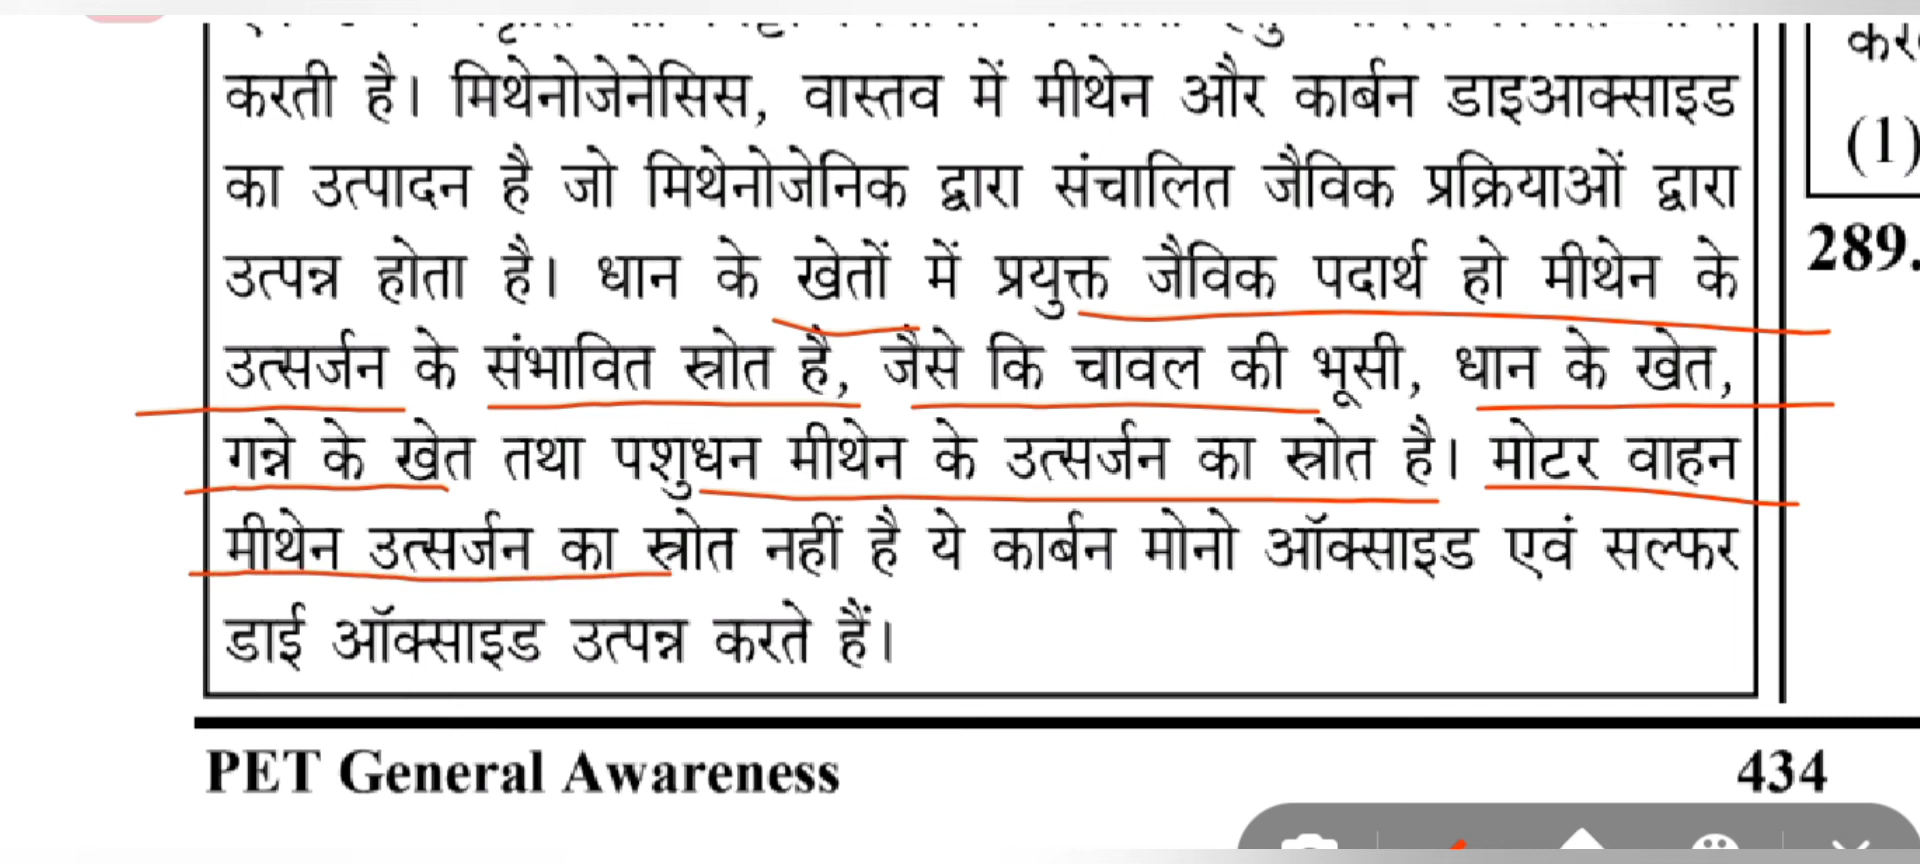 करती है। मिथेनोजेनेसिस, वास्तव में मीथेन और कार्बन डाइआक्साइड
का उत्पादन है जो मिथेनोजेनिक द्वारा संचालित जैविक प्रक्रियाओं द्वारा
उत्पन्न होता है। धान के खेतों में प्रयुक्त जैविक पदार्थ हो मीथेन के
उत्सर्जन के संभावित स्रोत है, जैसे कि चावल की भूसी, धान के खेत,
गन्ने के खेत तथा पशुधन मीथेन के उत्सर्जन का स्रोत है। मोटर वाहन
मीथेन उत्सर्जन का स्रोत नहीं है ये कार्बन मोनो ऑक्साइड एवं सल्फर
डाई ऑक्साइड उत्पन्न करते हैं।
PET General Awareness 434
(1)
289.